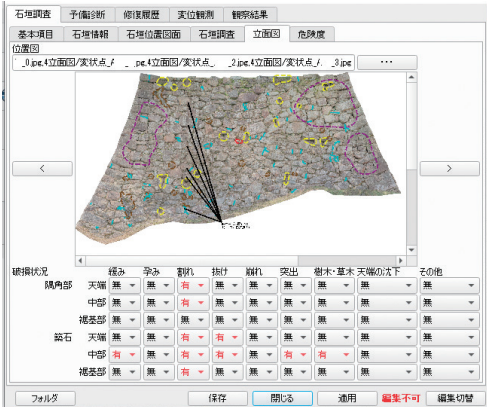 石垣調査 予備診断 修復履歴 変位観測 観察結果
基本項目 石垣情報 石垣位置図面 石垣調査 立面図 危険度
位置図
_0.jpg,4立面図/変状点_ _.jpg,4立面図/変状点_ _2.jpg,4立面図/変状点_ _3.jpg ...
< >
破損状況 緩み 孕み 割れ 抜け 崩れ 突出 樹木・草木 天端の沈下 その他
隅角部 天端 無 無 有 無 無 無 無 無 無
中部 無 無 有 無 無 無 無 無 無
裾基部 無 無 無 無 無 無 無 無 無
築石 天端 無 無 有 有 無 無 無 無 無
中部 有 無 有 有 無 有 有 無 無
裾基部 無 無 有 無 無 無 無 無 無
フォルダ 保存 閉じる 適用 編集不可 編集切替